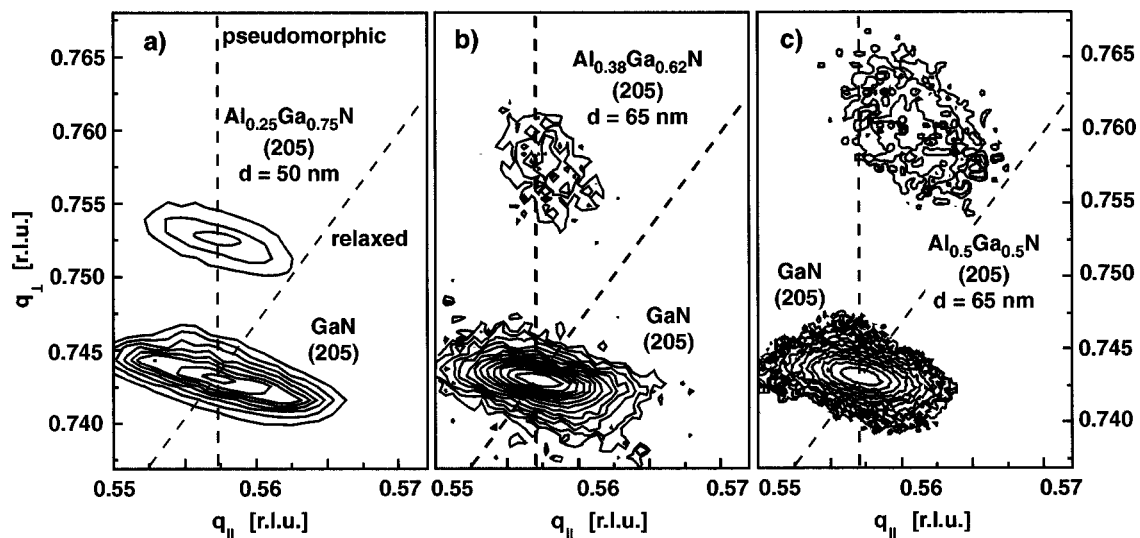 a)
pseudomorphic
Al0.25Ga0.75N
(205)
d = 50 nm
relaxed
GaN
(205)
b)
Al0.38Ga0.62N
(205)
d = 65 nm
GaN
(205)
c)
GaN
(205)
Al0.5Ga0.5N
(205)
d = 65 nm
0.765
0.760
0.755
0.750
0.745
0.740
q⊥ [r.l.u.]
0.765
0.760
0.755
0.750
0.745
0.740
0.55
0.56
0.57
0.55
0.56
0.57
0.55
0.56
0.57
q|| [r.l.u.]
q|| [r.l.u.]
q|| [r.l.u.]